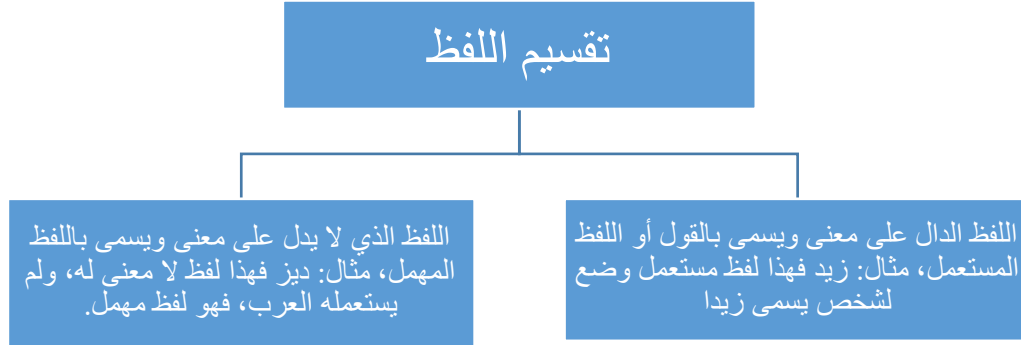 تقسيم اللفظ
اللفظ الدال على معنى ويسمى بالقول أو اللفظ
المستعمل، مثال: زيد فهذا لفظ مستعمل وضع
لشخص يسمى زيدا
اللفظ الذي لا يدل على معنى ويسمى باللفظ
المهمل، مثال: ديز فهذا لفظ لا معنى له، ولم
يستعمله العرب، فهو لفظ مهمل.